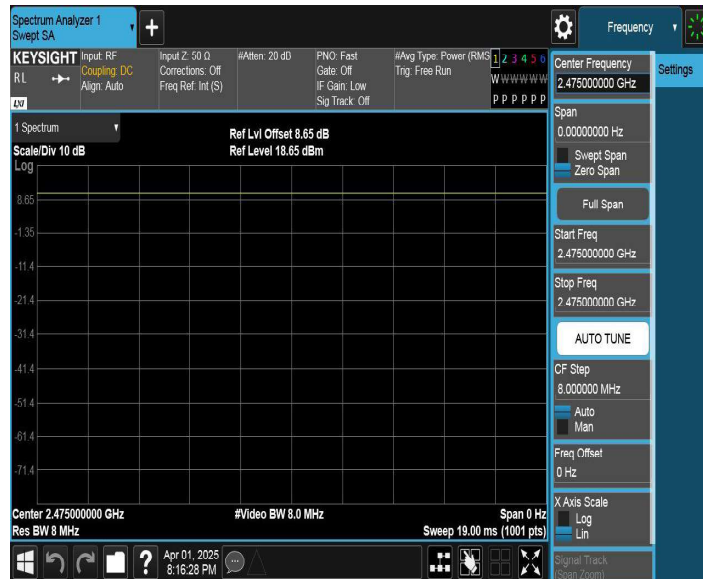 Spectrum Analyzer 1
Swept SA
Frequency
KEYSIGHT
RL
LXI
Input: RF
Coupling: DC
Align: Auto
Input Z: 50 Ω
Corrections: Off
Freq Ref: Int (S)
#Atten: 20 dB
PNO: Fast
Gate: Off
IF Gain: Low
Sig Track: Off
#Avg Type: Power (RMS
Trig: Free Run
1 2 3 4 5 6
W W W W W W
P P P P P P
Center Frequency
2.475000000 GHz
Settings
Span
0.00000000 Hz
Swept Span
Zero Span
Full Span
Start Freq
2.475000000 GHz
Stop Freq
2.475000000 GHz
AUTO TUNE
CF Step
8.000000 MHz
Auto
Man
Freq Offset
0 Hz
X Axis Scale
Log
Lin
Signal Track
(Span Zoom)
1 Spectrum
Scale/Div 10 dB
Ref Lvl Offset 8.65 dB
Ref Level 18.65 dBm
Log
8.65
-1.35
-11.4
-21.4
-31.4
-41.4
-51.4
-61.4
-71.4
Center 2.475000000 GHz
#Video BW 8.0 MHz
Span 0 Hz
Res BW 8 MHz
Sweep 19.00 ms (1001 pts)
?
Apr 01, 2025
8:16:28 PM